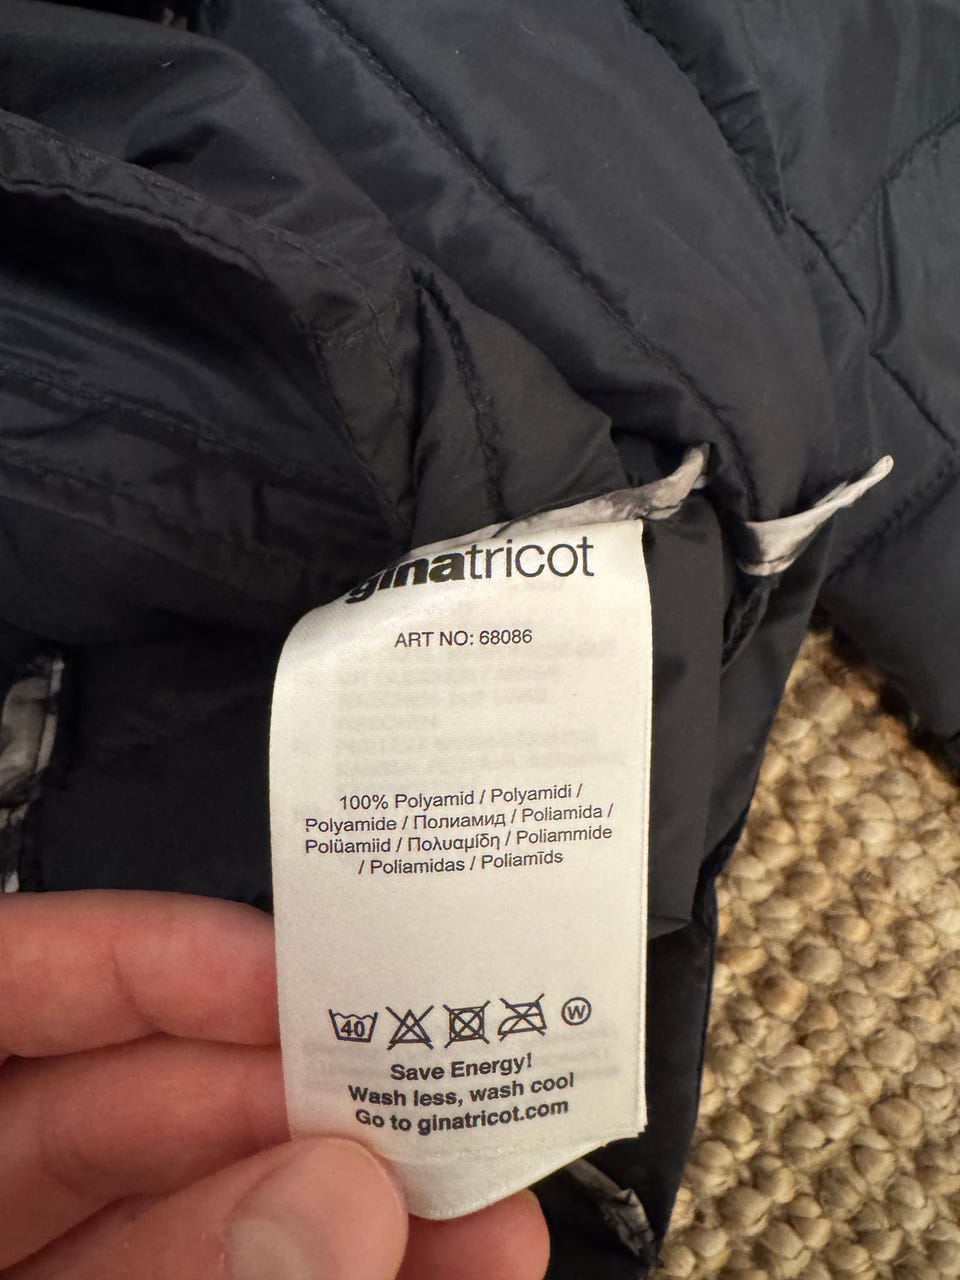 ginatricot
ART NO: 68086
100% Polyamid / Polyamidi /
Polyamide / Полиамид / Poliamida /
Polüamiid / Πολυαμίδη / Poliammide
/ Poliamidas / Poliamīds
40
W
Save Energy!
Wash less, wash cool
Go to ginatricot.com